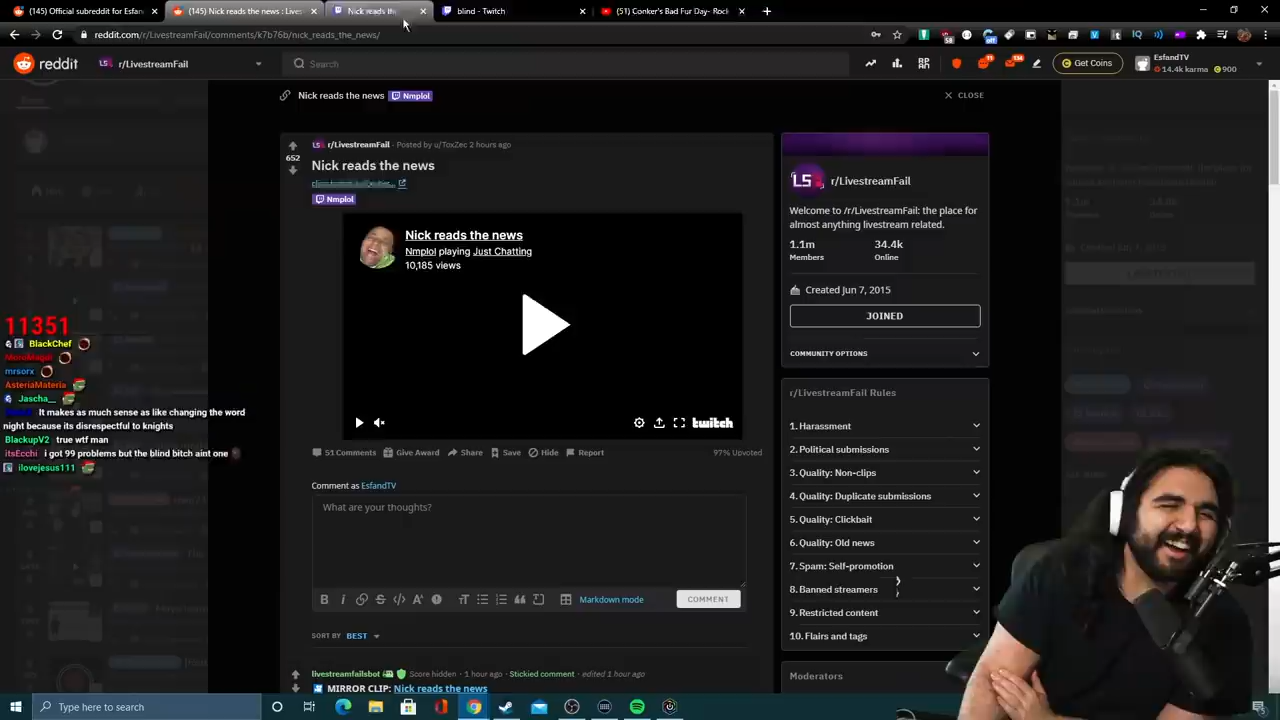 (145) Official subreddit for Esfan
(145) Nick reads the news : Lives
Nick reads the
blind - Twitch
(51) Conker's Bad Fur Day- Roc
reddit.com/r/LivestreamFail/comments/k7b76b/nick_reads_the_news/
reddit
r/LivestreamFail
Search
Get Coins
EsfandTV
14.4k karma 900
Nick reads the news
Nmplol
CLOSE
652
r/LivestreamFail · Posted by u/ToxZec 2 hours ago
Nick reads the news
Nmplol
Nick reads the news
Nmplol playing Just Chatting
10,185 views
twitch
51 Comments
Give Award
Share
Save
Hide
Report
97% Upvoted
Comment as EsfandTV
What are your thoughts?
Markdown mode
COMMENT
SORT BY BEST
livestreamfailsbot
Score hidden · 1 hour ago · Stickied comment · edited 1 hour ago
MIRROR CLIP: Nick reads the news
LS
r/LivestreamFail
Welcome to /r/LivestreamFail: the place for
almost anything livestream related.
1.1m
34.4k
Members
Online
Created Jun 7, 2015
JOINED
COMMUNITY OPTIONS
r/LivestreamFail Rules
1. Harassment
2. Political submissions
3. Quality: Non-clips
4. Quality: Duplicate submissions
5. Quality: Clickbait
6. Quality: Old news
7. Spam: Self-promotion
8. Banned streamers
9. Restricted content
10. Flairs and tags
Moderators
11351
BlackChef
mrsorx
AsteriaMateria
Jascha__
It makes as much sense as like changing the word
night because its disrespectful to knights
BlackupV2 true wtf man
itsEcchi i got 99 problems but the blind bitch aint one
ilovejesus111
Type here to search